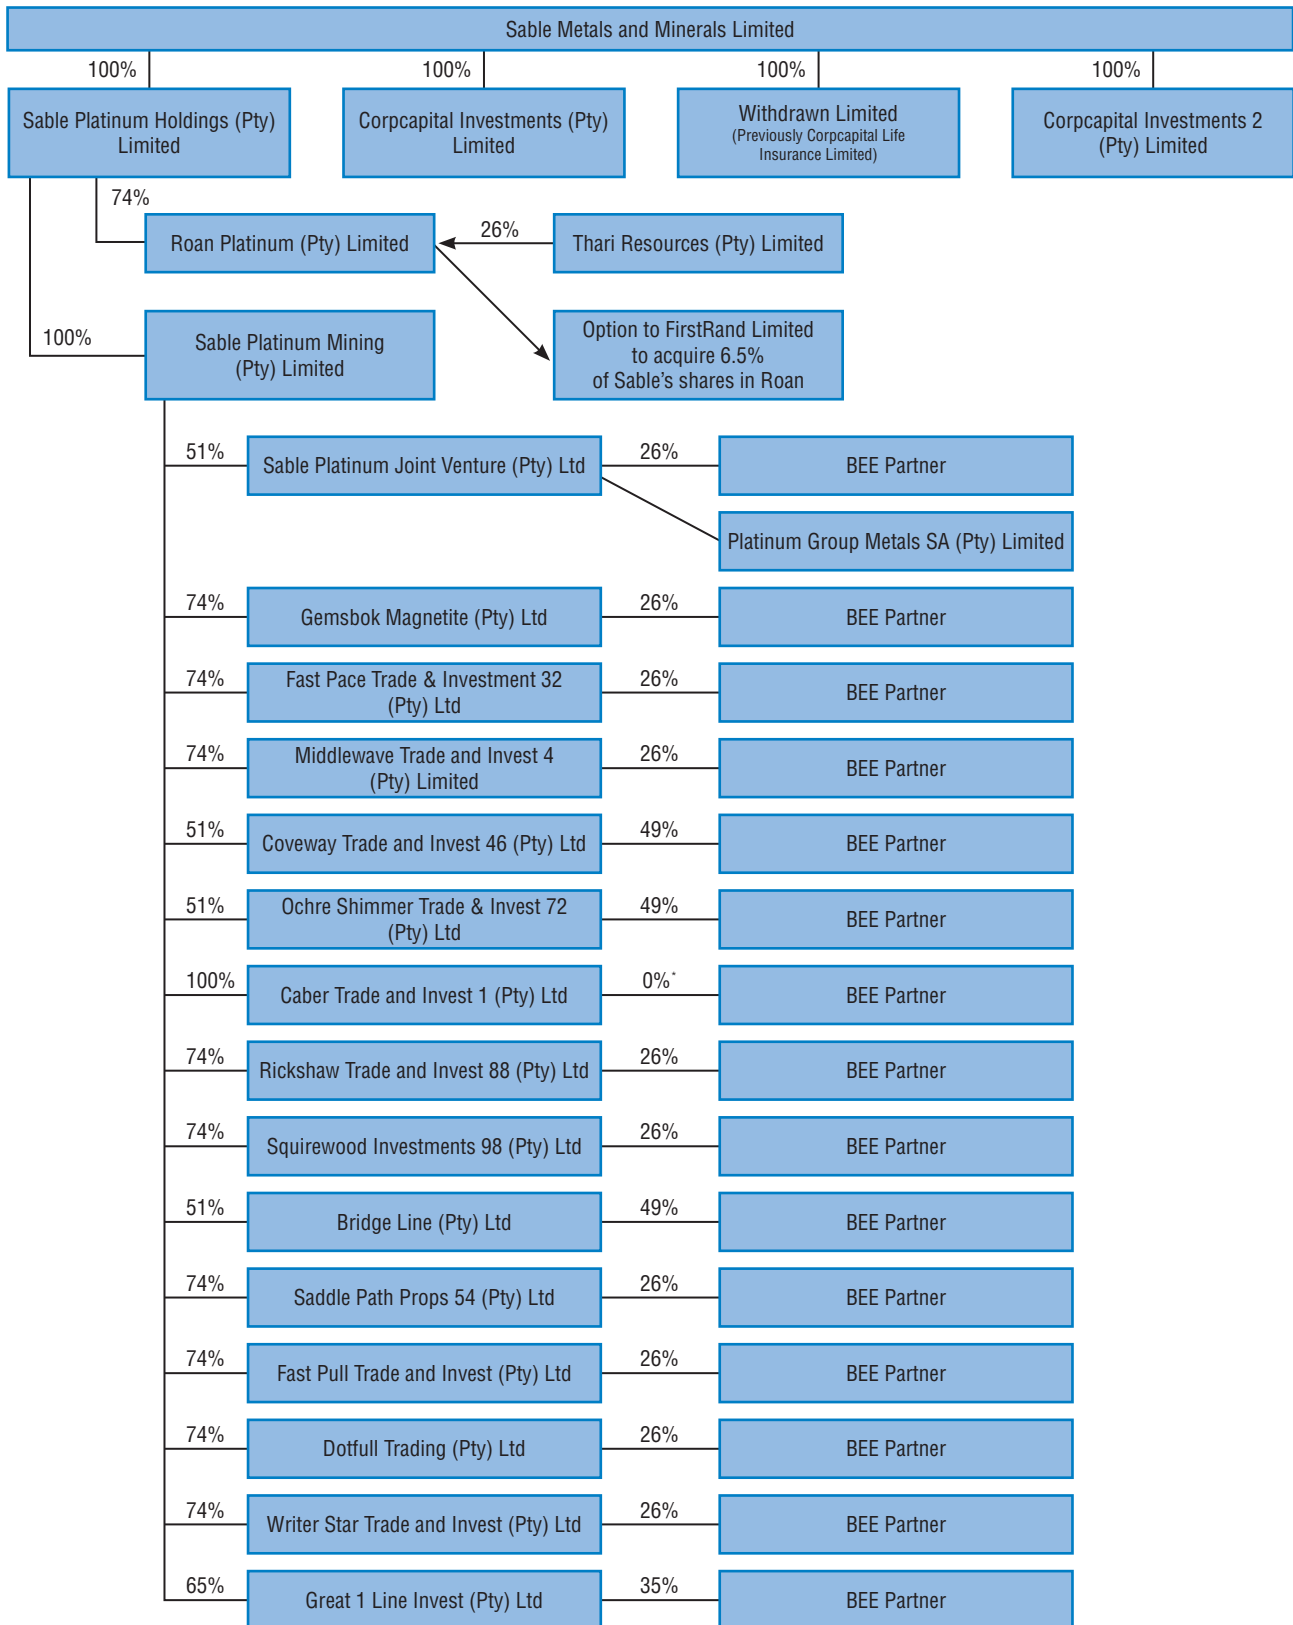 Sable Metals and Minerals Limited
100%
100%
100%
100%
Sable Platinum Holdings (Pty)
Limited
Corpcapital Investments (Pty)
Limited
Withdrawn Limited
(Previously Corpcapital Life
Insurance Limited)
Corpcapital Investments 2
(Pty) Limited
74%
Roan Platinum (Pty) Limited
26%
Thari Resources (Pty) Limited
100%
Sable Platinum Mining
(Pty) Limited
Option to FirstRand Limited
to acquire 6.5%
of Sable’s shares in Roan
51%
Sable Platinum Joint Venture (Pty) Ltd
26%
BEE Partner
Platinum Group Metals SA (Pty) Limited
74%
Gemsbok Magnetite (Pty) Ltd
26%
BEE Partner
74%
Fast Pace Trade & Investment 32
(Pty) Ltd
26%
BEE Partner
74%
Middlewave Trade and Invest 4
(Pty) Limited
26%
BEE Partner
51%
Coveway Trade and Invest 46 (Pty) Ltd
49%
BEE Partner
51%
Ochre Shimmer Trade & Invest 72
(Pty) Ltd
49%
BEE Partner
100%
Caber Trade and Invest 1 (Pty) Ltd
0%*
BEE Partner
74%
Rickshaw Trade and Invest 88 (Pty) Ltd
26%
BEE Partner
74%
Squirewood Investments 98 (Pty) Ltd
26%
BEE Partner
51%
Bridge Line (Pty) Ltd
49%
BEE Partner
74%
Saddle Path Props 54 (Pty) Ltd
26%
BEE Partner
74%
Fast Pull Trade and Invest (Pty) Ltd
26%
BEE Partner
74%
Dotfull Trading (Pty) Ltd
26%
BEE Partner
74%
Writer Star Trade and Invest (Pty) Ltd
26%
BEE Partner
65%
Great 1 Line Invest (Pty) Ltd
35%
BEE Partner